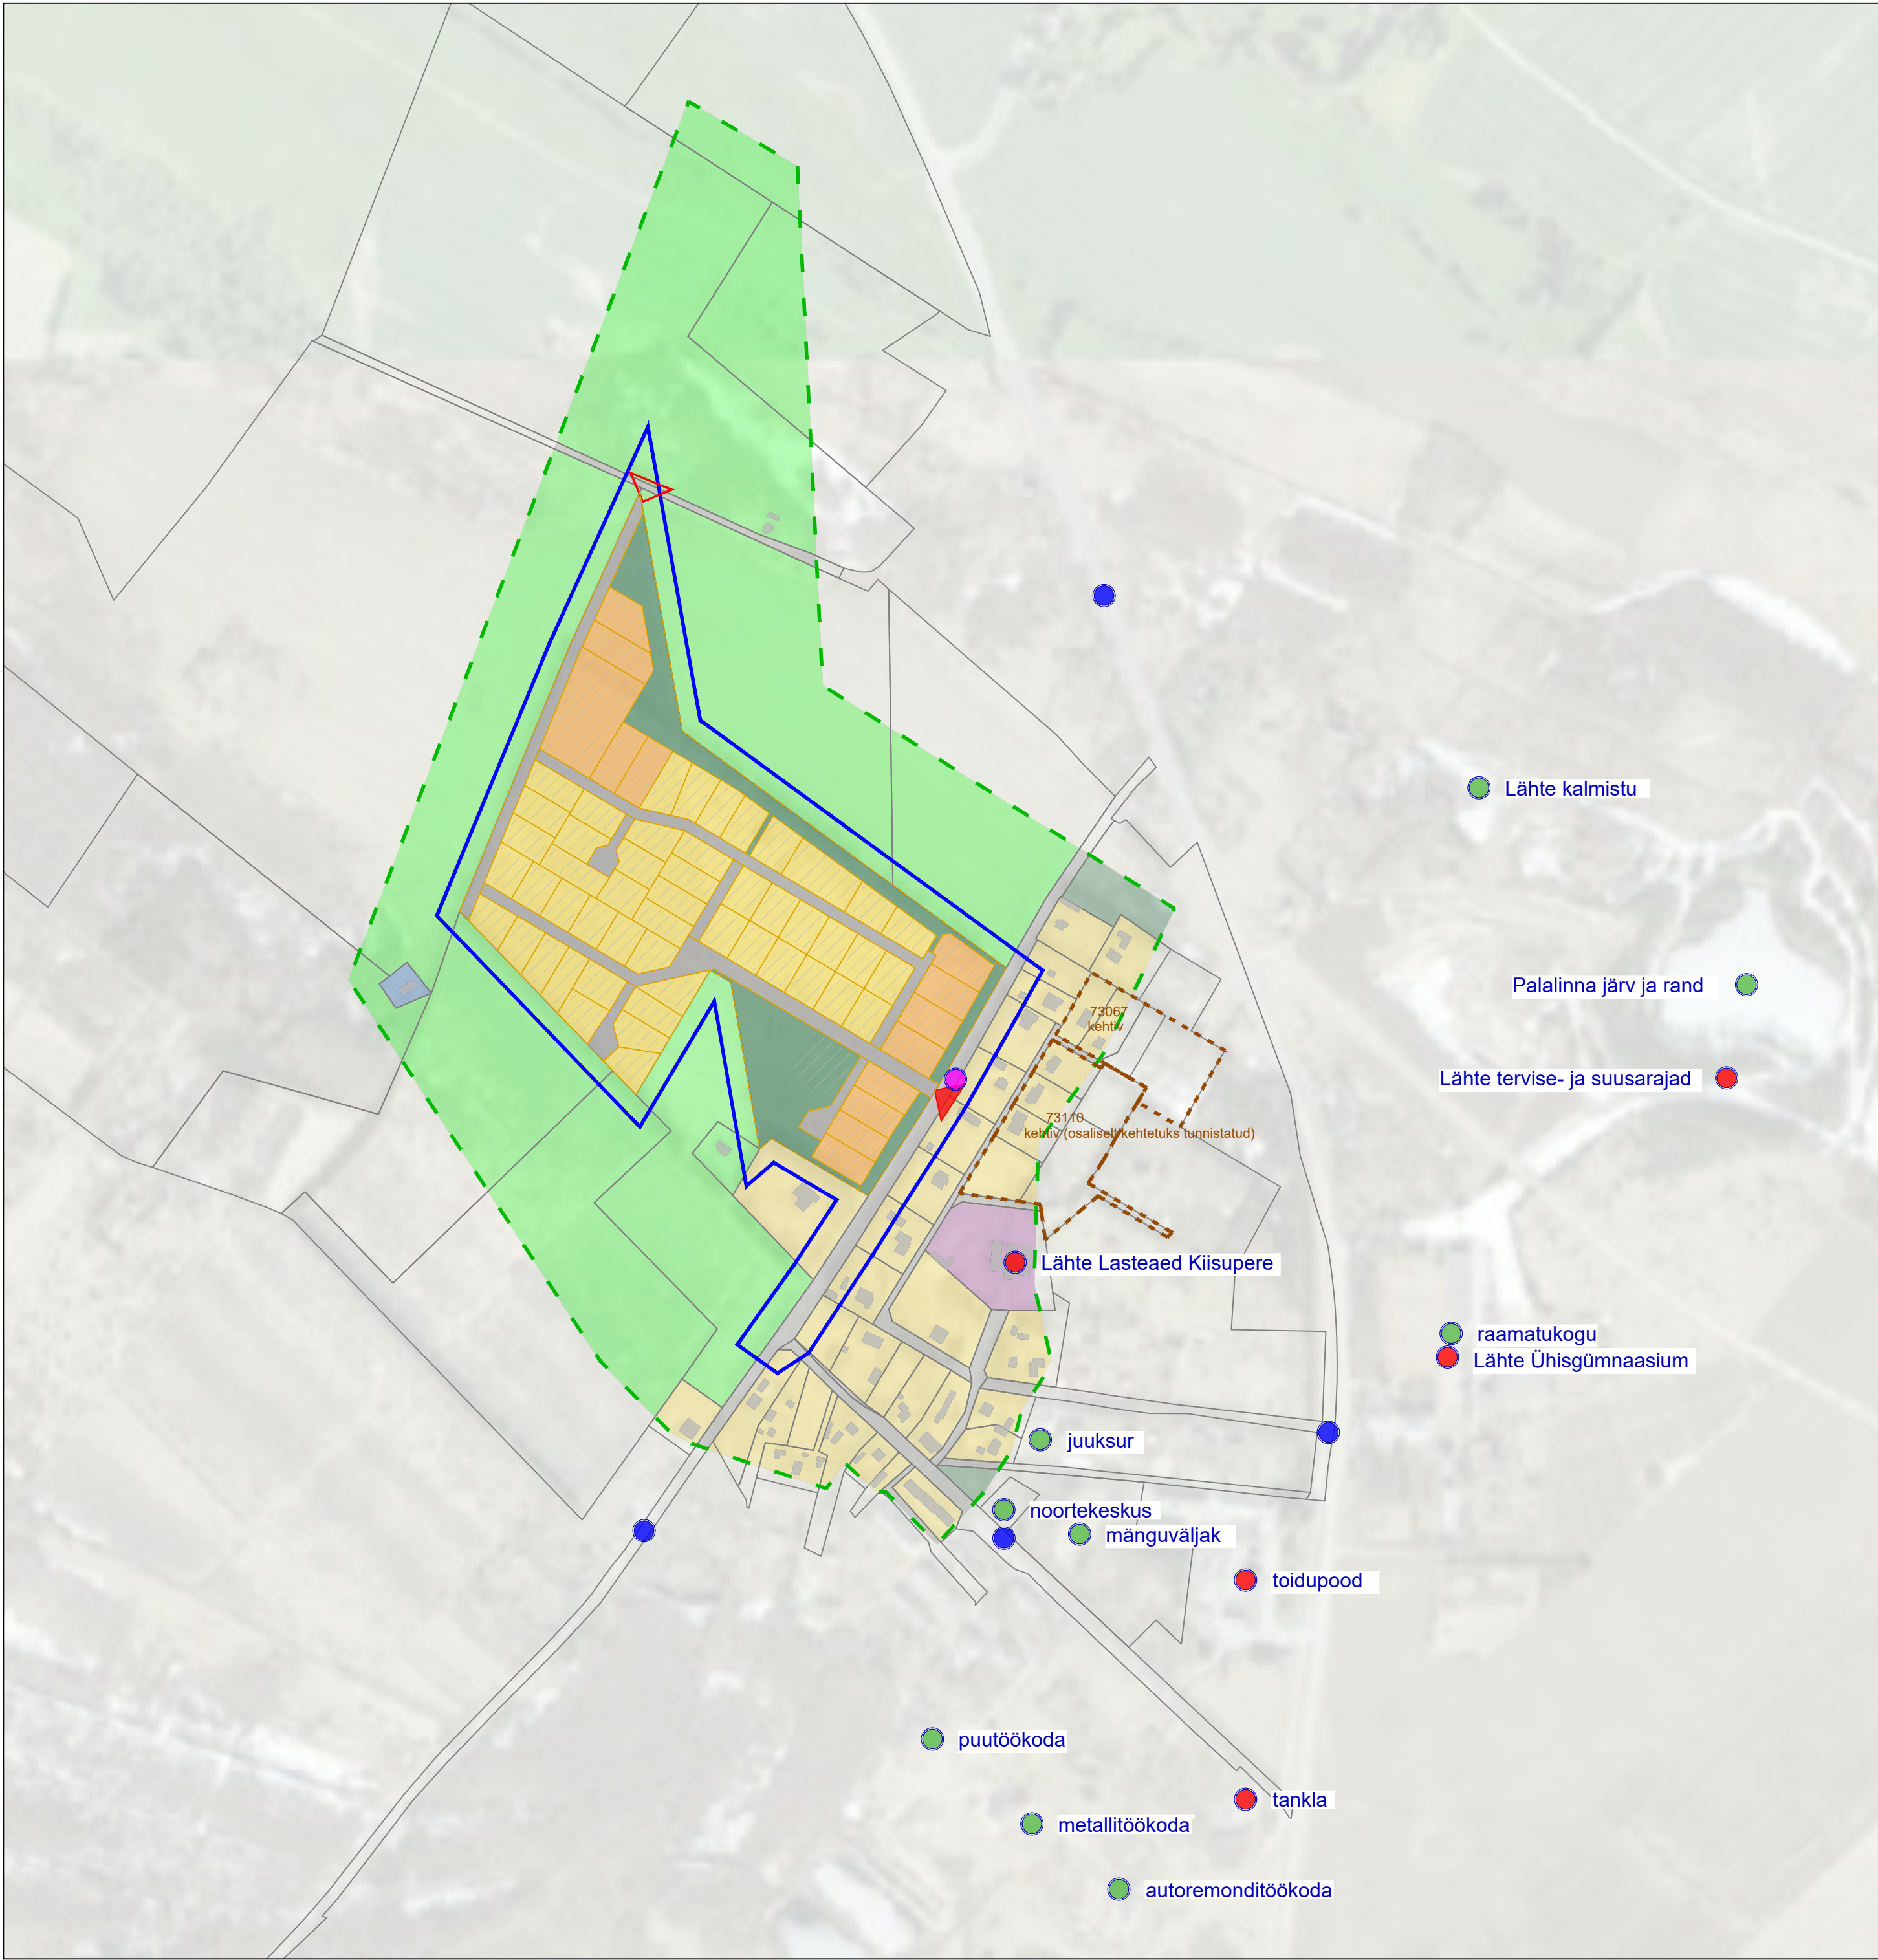 Lähte kalmistu
Palalinna järv ja rand
73067
kehtiv
Lähte tervise- ja suusarajad
73110
kehtiv (osaliselt kehtetuks tunnistatud)
Lähte Lasteaed Kiisupere
raamatukogu
Lähte Ühisgümnaasium
juuksur
noortekeskus
mänguväljak
toidupood
puutöökoda
tankla
metallitöökoda
autoremonditöökoda